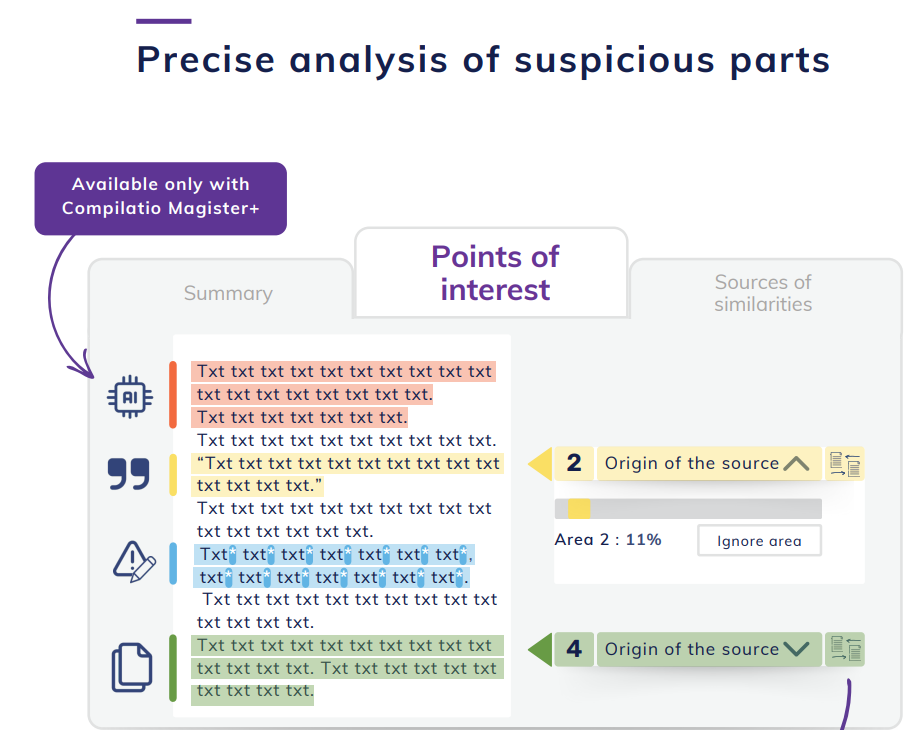 Precise analysis of suspicious parts
Available only with
Compilatio Magister+
Summary
Points of
interest
Sources of
similarities
AI
Txt txt txt txt txt txt txt txt txt txt
txt txt txt txt txt txt txt txt.
Txt txt txt txt txt txt txt.
Txt txt txt txt txt txt txt txt txt txt.
“Txt txt txt txt txt txt txt txt txt txt
txt txt txt txt.”
Txt txt txt txt txt txt txt txt txt txt
txt txt txt txt txt txt.
Txt* txt* txt* txt* txt* txt* txt*,
txt* txt* txt* txt* txt* txt* txt*.
Txt txt txt txt txt txt txt txt txt txt
txt txt txt txt.
Txt txt txt txt txt txt txt txt txt txt
txt txt txt txt. Txt txt txt txt txt txt
txt txt txt txt.
2 Origin of the source
Area 2 : 11%
Ignore area
4 Origin of the source